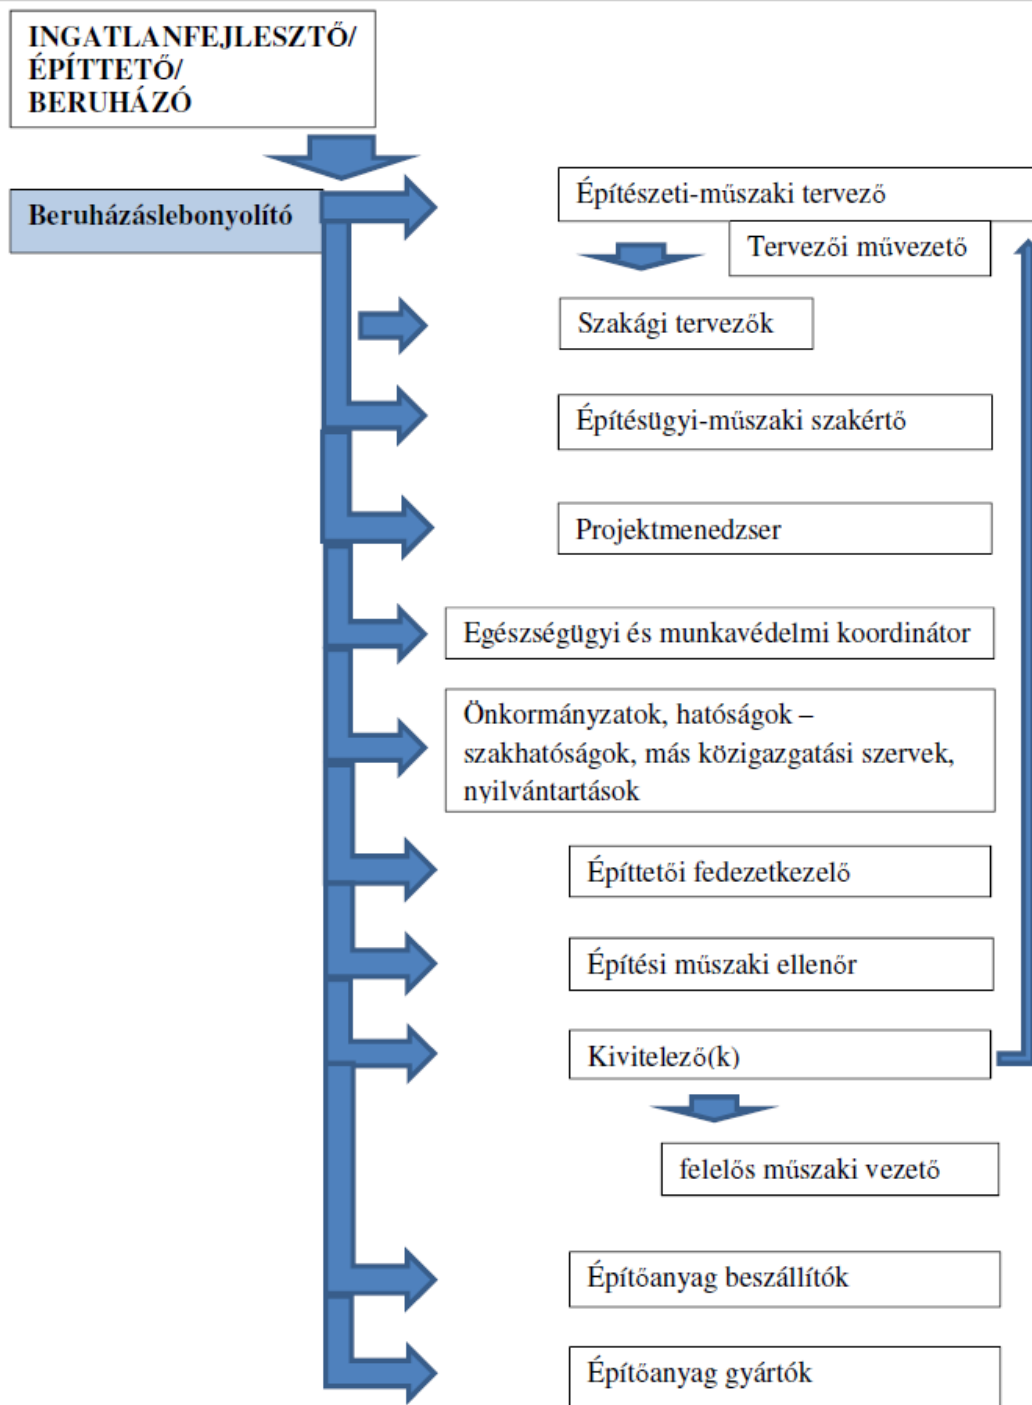 INGATLANFEJLESZTŐ/
ÉPÍTTETŐ/
BERUHÁZÓ
Beruházáslebonyolító
Építészeti-műszaki tervező
Tervezői művezető
Szakági tervezők
Építésügyi-műszaki szakértő
Projektmenedzser
Egészségügyi és munkavédelmi koordinátor
Önkormányzatok, hatóságok –
szakhatóságok, más közigazgatási szervek,
nyilvántartások
Építtetői fedezetkezelő
Építési műszaki ellenőr
Kivitelező(k)
felelős műszaki vezető
Építőanyag beszállítók
Építőanyag gyártók